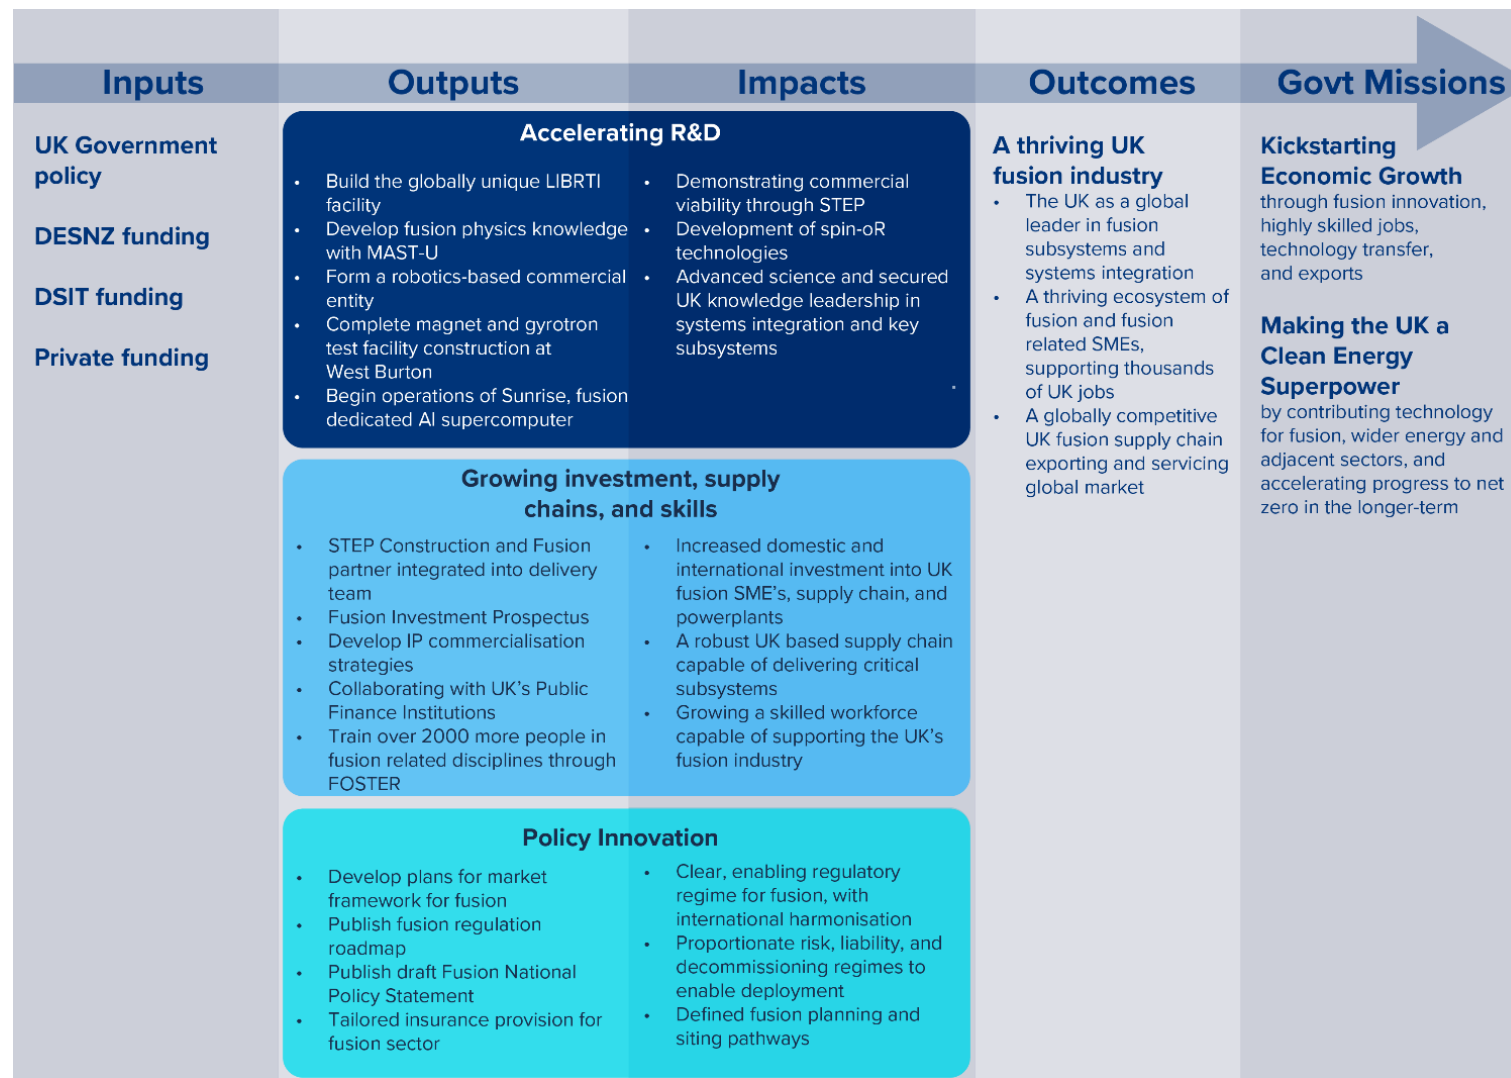 Inputs
Outputs
Impacts
Outcomes
Govt Missions
UK Government
policy
DESNZ funding
DSIT funding
Private funding
Accelerating R&D
• Build the globally unique LIBRTI
facility
• Develop fusion physics knowledge
with MAST-U
• Form a robotics-based commercial
entity
• Complete magnet and gyrotron
test facility construction at
West Burton
• Begin operations of Sunrise, fusion
dedicated AI supercomputer
• Demonstrating commercial
viability through STEP
• Development of spin-oR
technologies
• Advanced science and secured
UK knowledge leadership in
systems integration and key
subsystems
Growing investment, supply
chains, and skills
• STEP Construction and Fusion
partner integrated into delivery
team
• Fusion Investment Prospectus
• Develop IP commercialisation
strategies
• Collaborating with UK's Public
Finance Institutions
• Train over 2000 more people in
fusion related disciplines through
FOSTER
• Increased domestic and
international investment into UK
fusion SME's, supply chain, and
powerplants
• A robust UK based supply chain
capable of delivering critical
subsystems
• Growing a skilled workforce
capable of supporting the UK's
fusion industry
Policy Innovation
• Develop plans for market
framework for fusion
• Publish fusion regulation
roadmap
• Publish draft Fusion National
Policy Statement
• Tailored insurance provision for
fusion sector
• Clear, enabling regulatory
regime for fusion, with
international harmonisation
• Proportionate risk, liability, and
decommissioning regimes to
enable deployment
• Defined fusion planning and
siting pathways
A thriving UK
fusion industry
• The UK as a global
leader in fusion
subsystems and
systems integration
• A thriving ecosystem of
fusion and fusion
related SMEs,
supporting thousands
of UK jobs
• A globally competitive
UK fusion supply chain
exporting and servicing
global market
Kickstarting
Economic Growth
through fusion innovation,
highly skilled jobs,
technology transfer,
and exports
Making the UK a
Clean Energy
Superpower
by contributing technology
for fusion, wider energy and
adjacent sectors, and
accelerating progress to net
zero in the longer-term